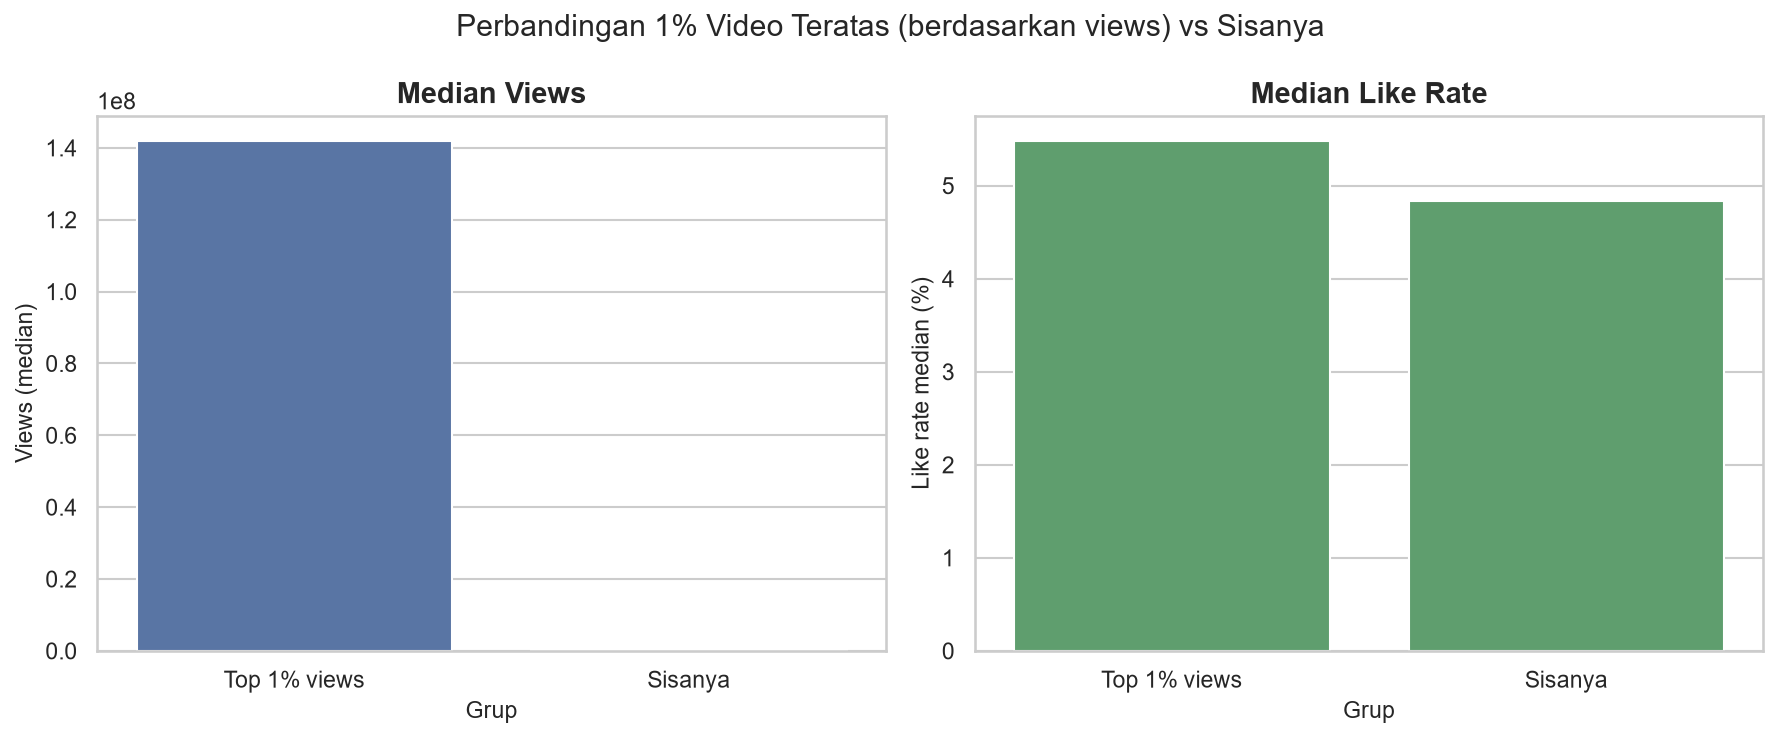 Perbandingan 1% Video Teratas (berdasarkan views) vs Sisanya
Median Views
1e8
Views (median)
1.4
1.2
1.0
0.8
0.6
0.4
0.2
0.0
Top 1% views
Sisanya
Grup
Median Like Rate
Like rate median (%)
5
4
3
2
1
0
Top 1% views
Sisanya
Grup